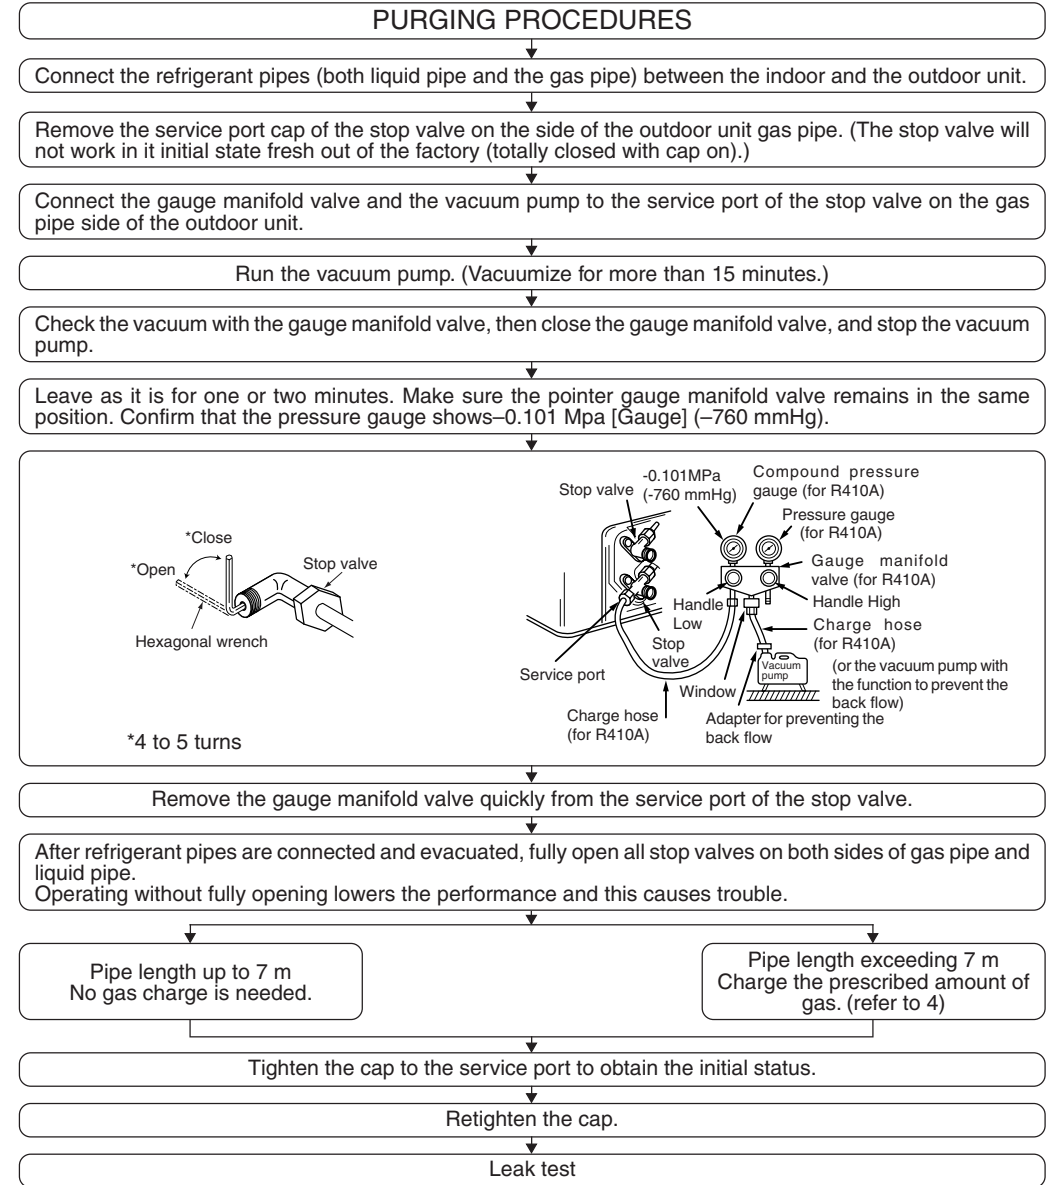 PURGING PROCEDURES
Connect the refrigerant pipes (both liquid pipe and the gas pipe) between the indoor and the outdoor unit.
Remove the service port cap of the stop valve on the side of the outdoor unit gas pipe. (The stop valve will
not work in it initial state fresh out of the factory (totally closed with cap on).)
Connect the gauge manifold valve and the vacuum pump to the service port of the stop valve on the gas
pipe side of the outdoor unit.
Run the vacuum pump. (Vacuumize for more than 15 minutes.)
Check the vacuum with the gauge manifold valve, then close the gauge manifold valve, and stop the vacuum
pump.
Leave as it is for one or two minutes. Make sure the pointer gauge manifold valve remains in the same
position. Confirm that the pressure gauge shows–0.101 Mpa [Gauge] (–760 mmHg).
*Close
*Open
Stop valve
Hexagonal wrench
*4 to 5 turns
Stop valve
-0.101MPa
(-760 mmHg)
Compound pressure
gauge (for R410A)
Pressure gauge
(for R410A)
Gauge manifold
valve (for R410A)
Handle
Low
Handle High
Charge hose
(for R410A)
Stop
valve
Service port
Vacuum
pump
(or the vacuum pump with
the function to prevent the
back flow)
Window
Charge hose
(for R410A)
Adapter for preventing the
back flow
Remove the gauge manifold valve quickly from the service port of the stop valve.
After refrigerant pipes are connected and evacuated, fully open all stop valves on both sides of gas pipe and
liquid pipe.
Operating without fully opening lowers the performance and this causes trouble.
Pipe length up to 7 m
No gas charge is needed.
Pipe length exceeding 7 m
Charge the prescribed amount of
gas. (refer to 4)
Tighten the cap to the service port to obtain the initial status.
Retighten the cap.
Leak test